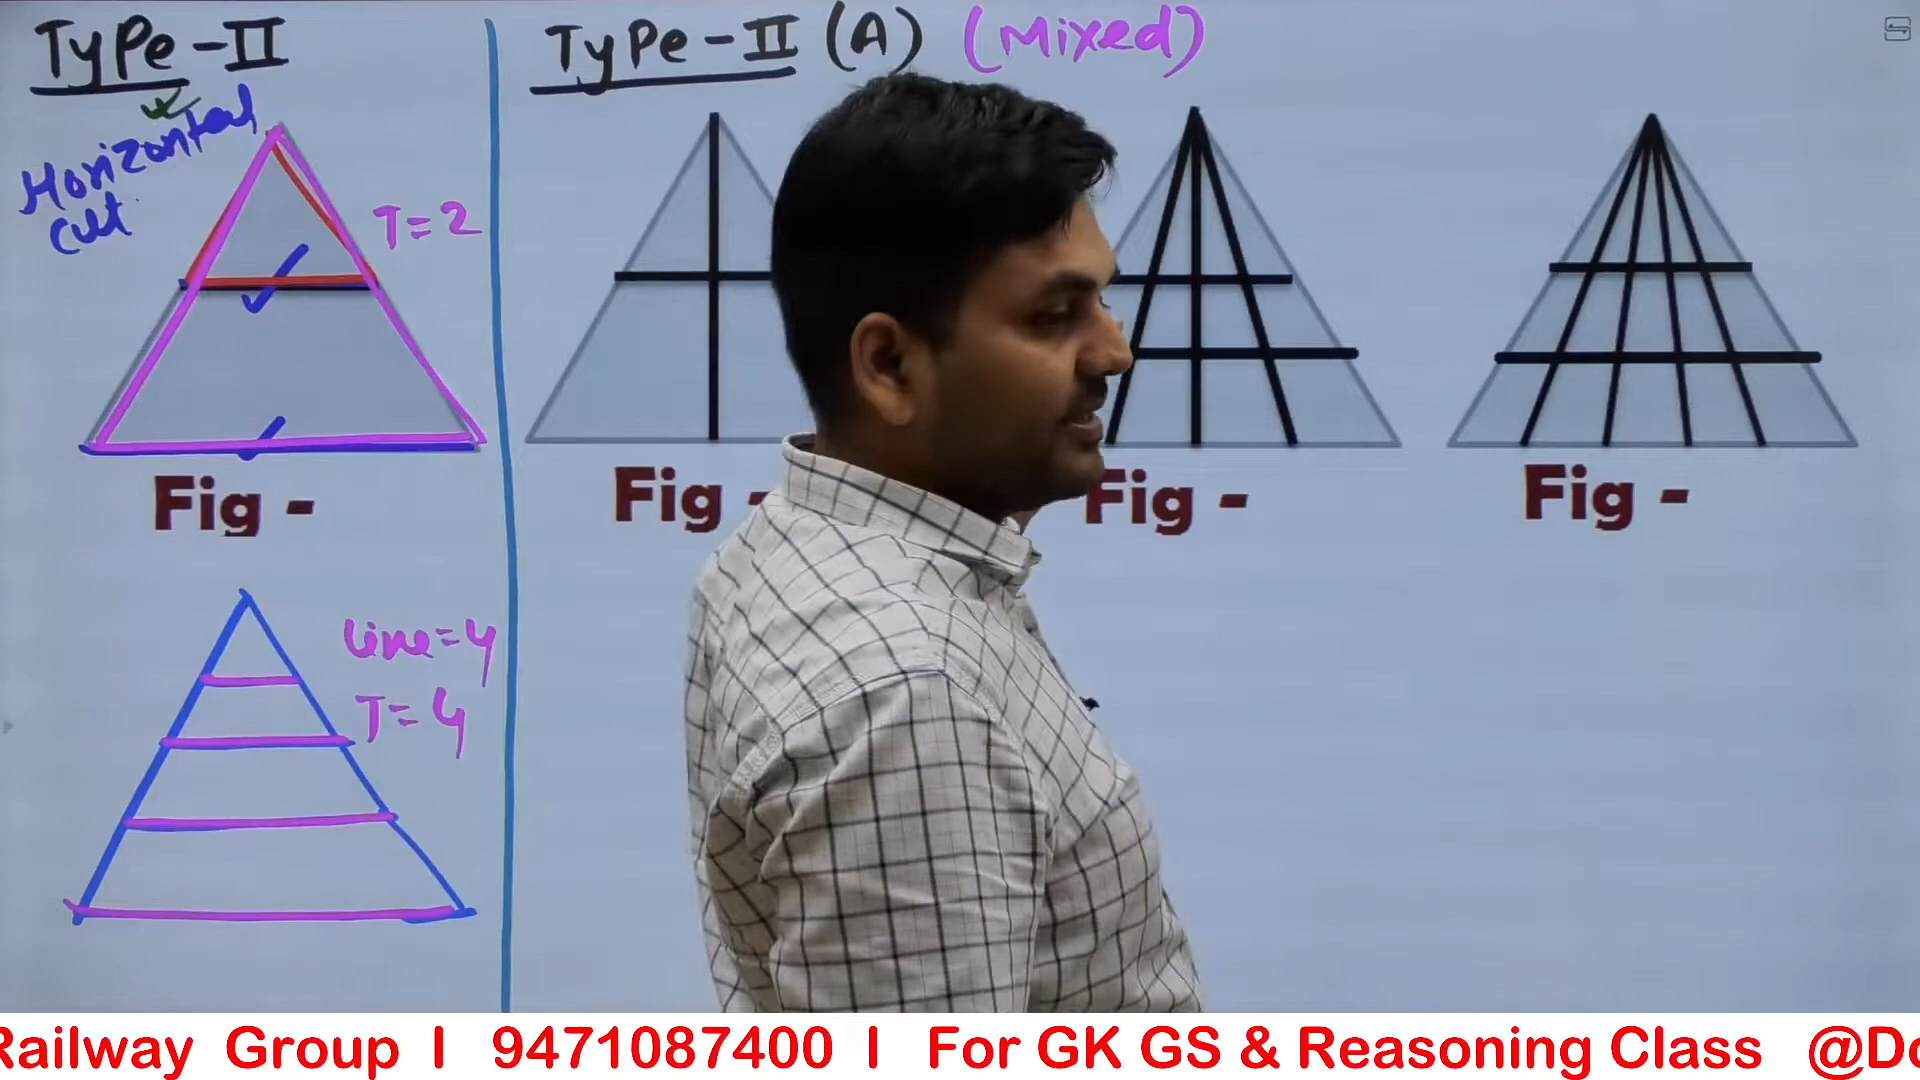 Type-II
Horizontal
cut
T=2
Fig -
Line=4
T=4
Type-II (A) (Mixed)
Fig -
Fig -
Fig -
Railway Group I 9471087400 I For GK GS & Reasoning Class @Do